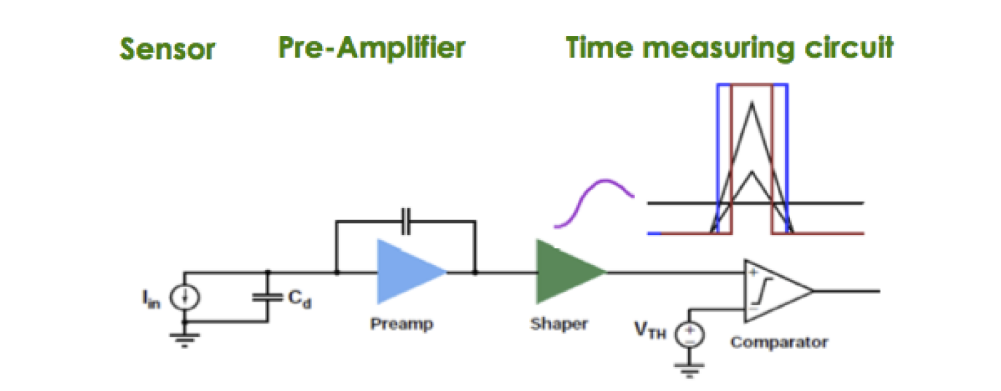 Sensor
Pre-Amplifier
Time measuring circuit
Iin
Cd
Preamp
Shaper
VTH
+
−
+
−
Comparator